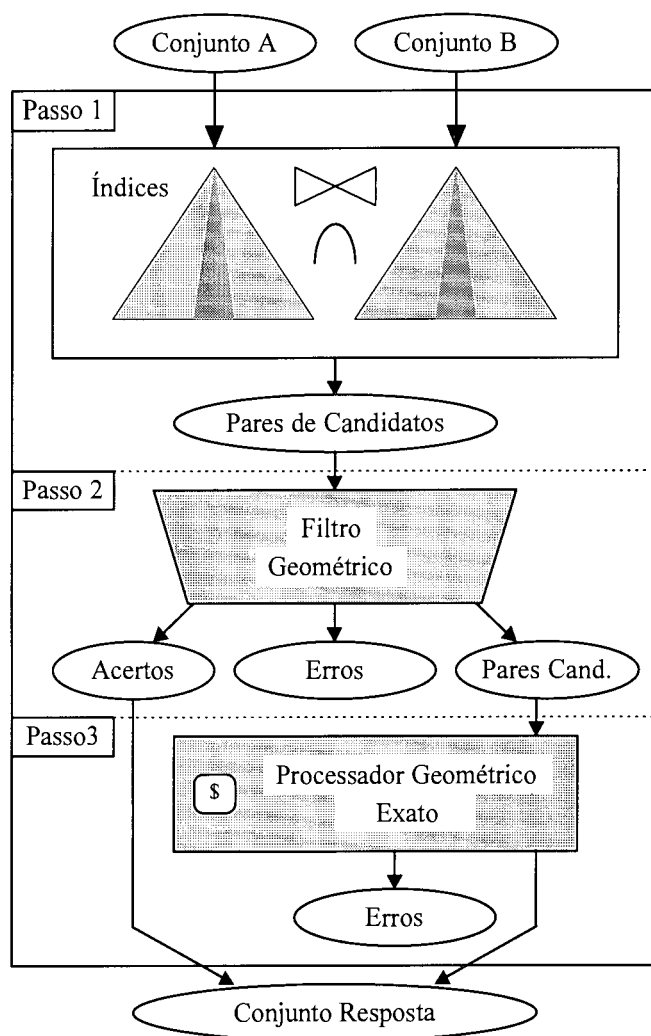 Conjunto A
Conjunto B
Passo 1
Índices
Pares de Candidatos
Passo 2
Filtro
Geométrico
Acertos
Erros
Pares Cand.
Passo3
$
Processador Geométrico
Exato
Erros
Conjunto Resposta